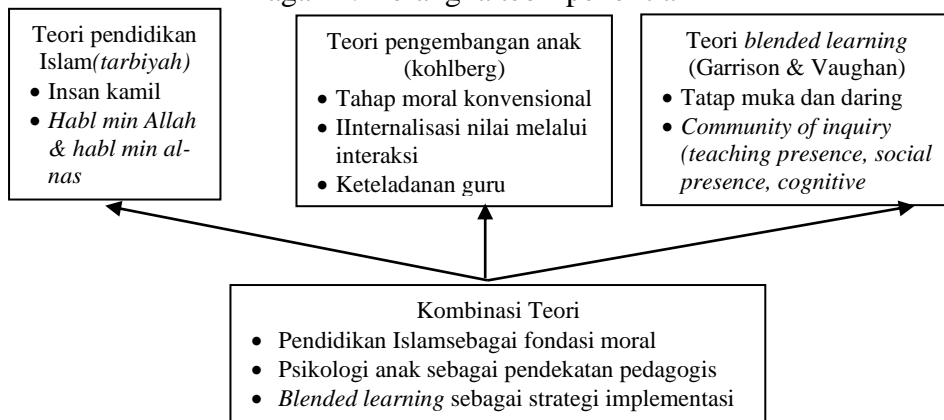 Teori pendidikan
Islam(tarbiyah)
• Insan kamil
• Habl min Allah
& habl min al-
nas
Teori pengembangan anak
(kohlberg)
• Tahap moral konvensional
• IInternalisasi nilai melalui
interaksi
• Keteladanan guru
Teori blended learning
(Garrison & Vaughan)
• Tatap muka dan daring
• Community of inquiry
(teaching presence, social
presence, cognitive
Kombinasi Teori
• Pendidikan Islamsebagai fondasi moral
• Psikologi anak sebagai pendekatan pedagogis
• Blended learning sebagai strategi implementasi